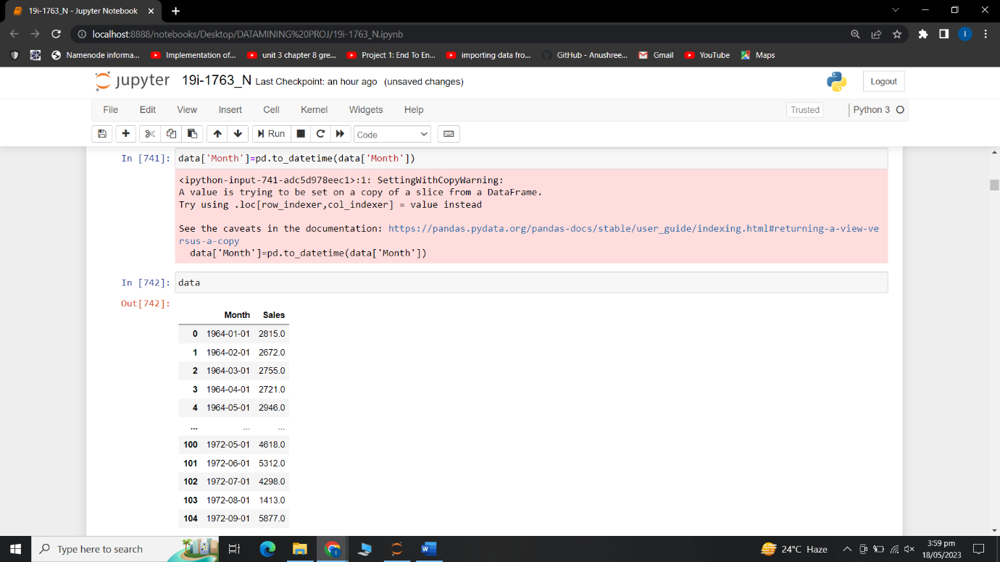 19i-1763_N - Jupyter Notebook
localhost:8888/notebooks/Desktop/DATAMINING%20PROJ/19i-1763_N.ipynb
Namenode informa... Implementation of... unit 3 chapter 8 gre... Project 1: End To En... importing data fro... GitHub - Anushree... Gmail YouTube Maps
jupyter 19i-1763_N Last Checkpoint: an hour ago (unsaved changes) Logout
File Edit View Insert Cell Kernel Widgets Help Trusted Python 3
Run Code
In [741]: data['Month']=pd.to_datetime(data['Month'])
<ipython-input-741-adc5d978eec1>:1: SettingWithCopyWarning:
A value is trying to be set on a copy of a slice from a DataFrame.
Try using .loc[row_indexer,col_indexer] = value instead
See the caveats in the documentation: https://pandas.pydata.org/pandas-docs/stable/user_guide/indexing.html#returning-a-view-ve
rsus-a-copy
data['Month']=pd.to_datetime(data['Month'])
In [742]: data
Out[742]:
Month Sales
0 1964-01-01 2815.0
1 1964-02-01 2672.0
2 1964-03-01 2755.0
3 1964-04-01 2721.0
4 1964-05-01 2946.0
... ... ...
100 1972-05-01 4618.0
101 1972-06-01 5312.0
102 1972-07-01 4298.0
103 1972-08-01 1413.0
104 1972-09-01 5877.0
Type here to search 24°C Haze 3:59 pm
18/05/2023